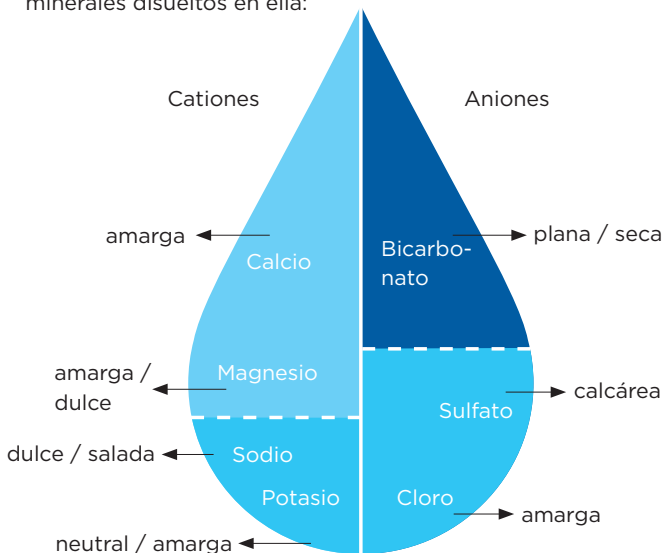 minerales disueltos en ella:
Cationes
Aniones
amarga
Calcio
Bicarbo-
nato
plana / seca
amarga /
dulce
Magnesio
Sulfato
calcárea
dulce / salada
Sodio
Potasio
Cloro
amarga
neutral / amarga